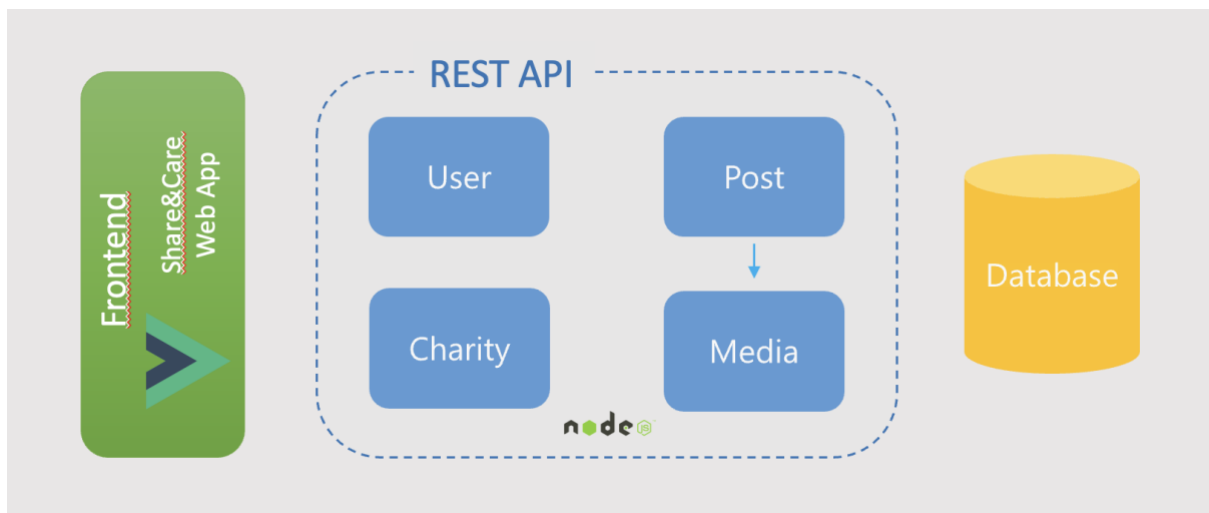 Frontend
Share&Care
Web App
REST API
User
Post
Charity
Media
node
JS
Database